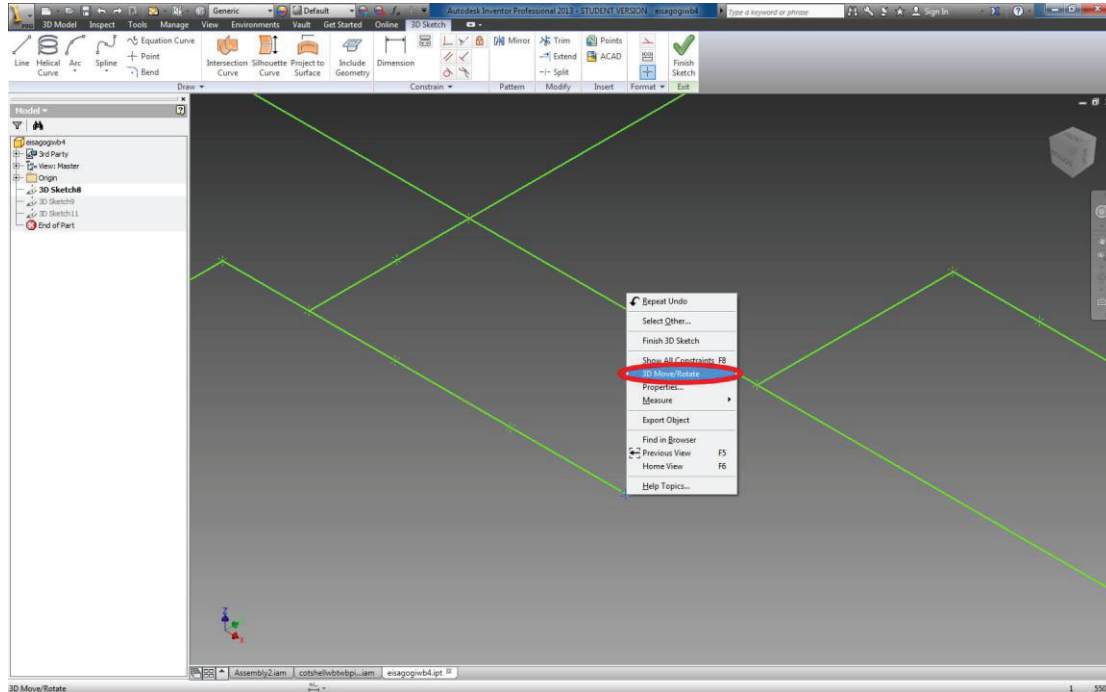 Generic
Default
Autodesk Inventor Professional 2013 - STUDENT VERSION eisagogiwb4
Type a keyword or phrase
Sign In
PRO 3D Model Inspect Tools Manage View Environments Vault Get Started Online 3D Sketch
Line
Helical Curve
Arc
Spline
Equation Curve
Point
Bend
Intersection Curve
Silhouette Curve
Project to Surface
Include Geometry
Dimension
Mirror
Trim
Extend
Split
Points
ACAD
Finish Sketch
Draw
Constrain
Pattern
Modify
Insert
Format
Exit
Model
eisagogiwb4
3rd Party
View: Master
Origin
3D Sketch8
3D Sketch9
3D Sketch11
End of Part
Repeat Undo
Select Other...
Finish 3D Sketch
Show All Constraints F8
3D Move/Rotate
Properties...
Measure
Export Object
Find in Browser
Previous View F5
Home View F6
Help Topics...
Z
X
Assembly2.iam
cotshellwbtwbpi...iam
eisagogiwb4.ipt
3D Move/Rotate
1 550